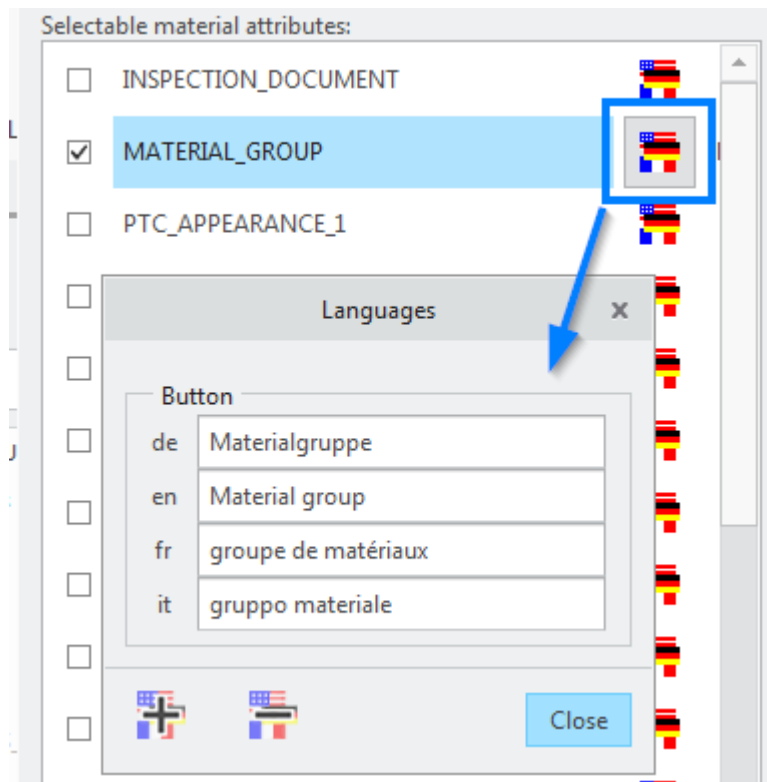 Selectable material attributes:
INSPECTION_DOCUMENT
MATERIAL_GROUP
PTC_APPEARANCE_1
Languages
Button
de Materialgruppe
en Material group
fr groupe de matériaux
it gruppo materiale
Close